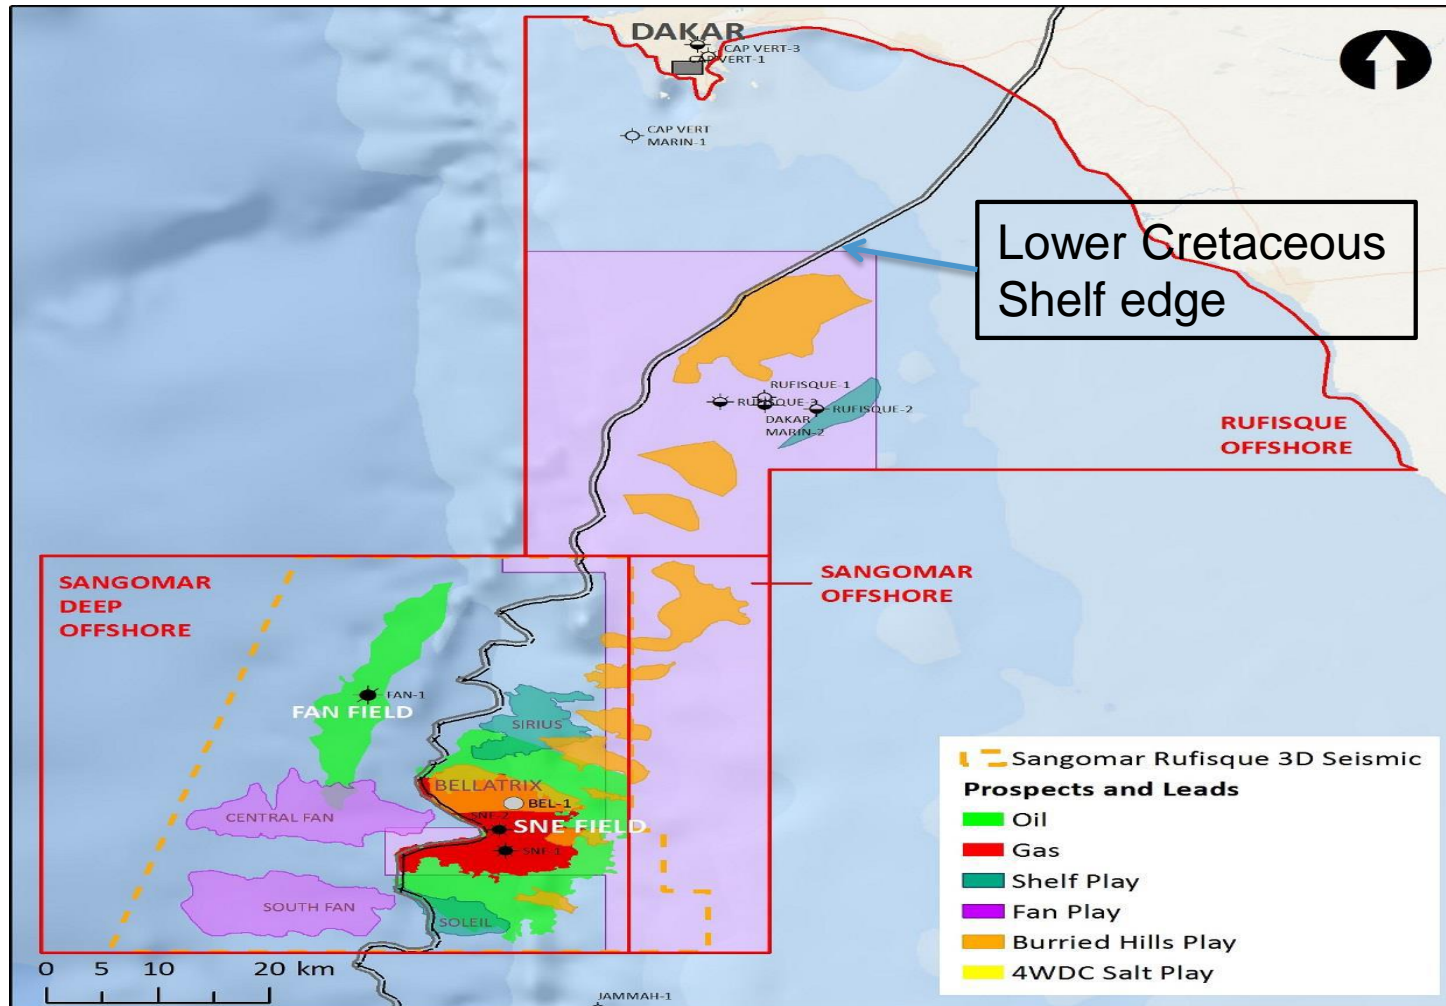 DAKAR
CAP VERT-3
CAP VERT-1
CAP VERT
MARIN-1
Lower Cretaceous
Shelf edge
RUFISQUE-1
RUFISQUE-3
RUFISQUE-2
DAKAR
MARIN-2
RUFISQUE
OFFSHORE
SANGOMAR
DEEP
OFFSHORE
SANGOMAR
OFFSHORE
FAN-1
FAN FIELD
SIRIUS
BELLATRIX
BEL-1
CENTRAL FAN
SNE-2
SNE FIELD
SNE-1
SOUTH FAN
SOLEIL
Sangomar Rufisque 3D Seismic
Prospects and Leads
Oil
Gas
Shelf Play
Fan Play
Burried Hills Play
4WDC Salt Play
0 5 10 20 km
JAMMAH-1